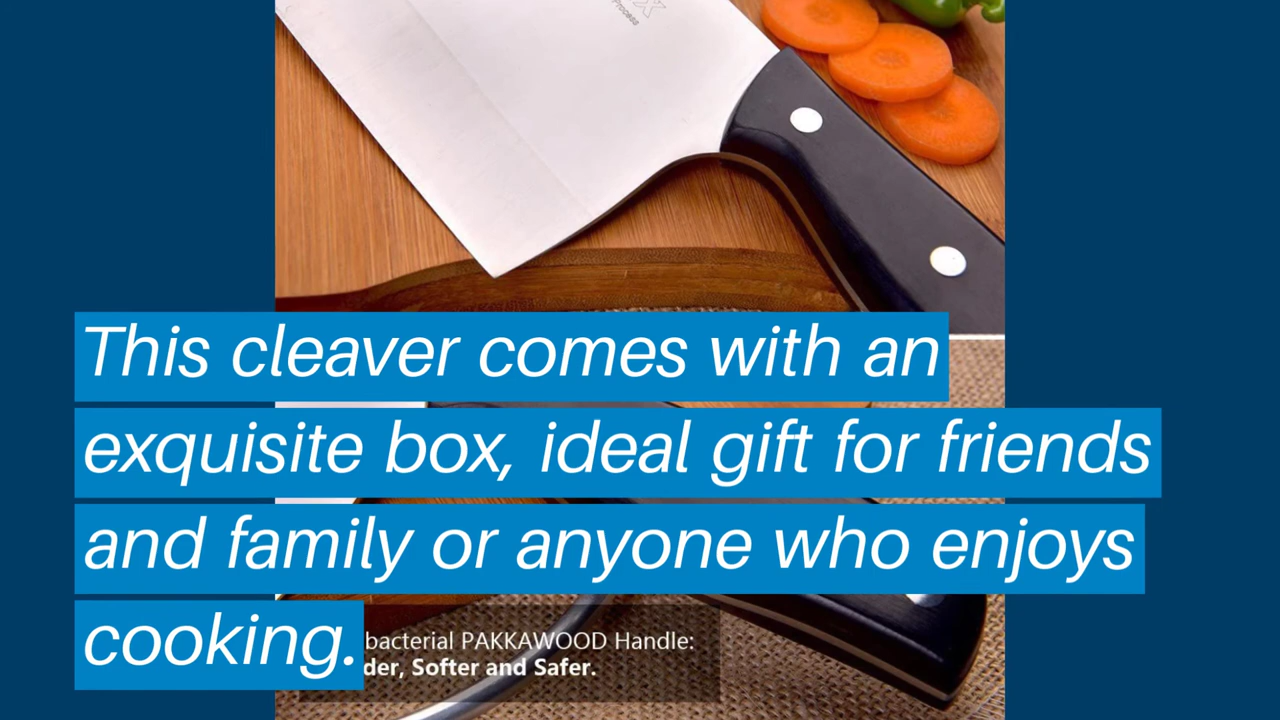 Process
This cleaver comes with an
exquisite box, ideal gift for friends
and family or anyone who enjoys
cooking.
bacterial PAKKAWOOD Handle:
der, Softer and Safer.